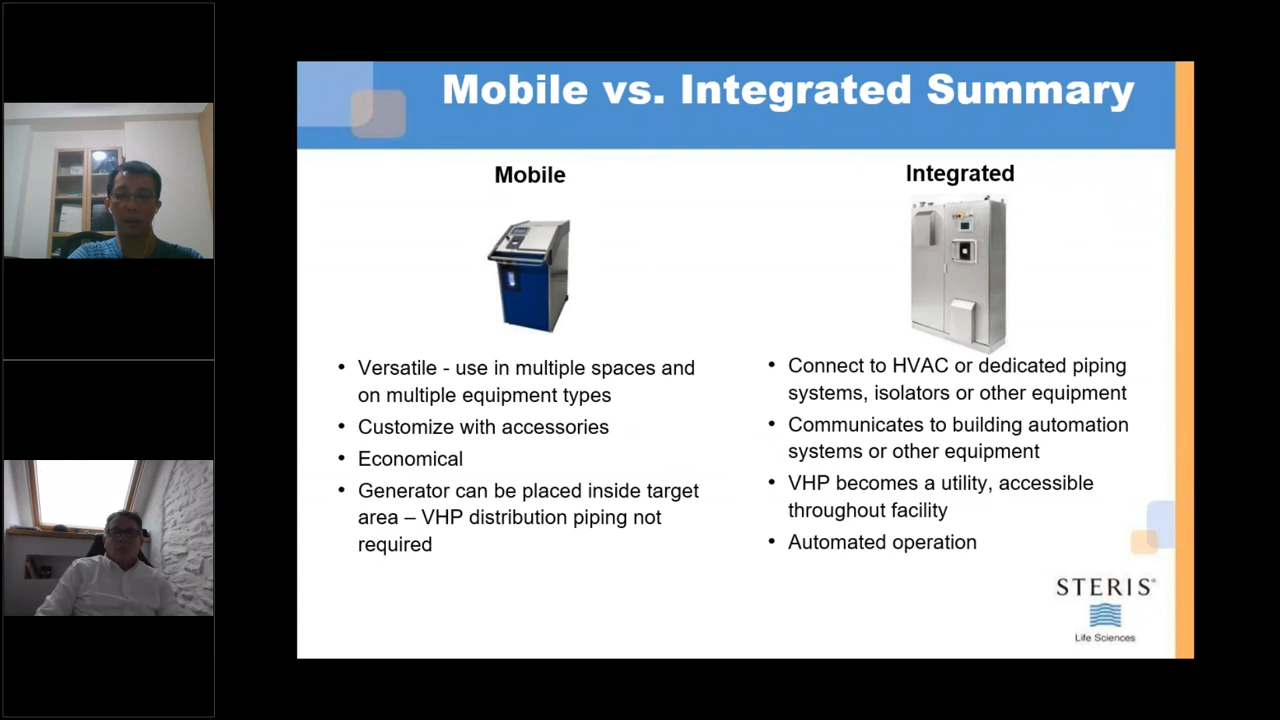 Mobile vs. Integrated Summary
Mobile
• Versatile - use in multiple spaces and
on multiple equipment types
• Customize with accessories
• Economical
• Generator can be placed inside target
area – VHP distribution piping not
required
Integrated
• Connect to HVAC or dedicated piping
systems, isolators or other equipment
• Communicates to building automation
systems or other equipment
• VHP becomes a utility, accessible
throughout facility
• Automated operation
STERIS®
Life Sciences